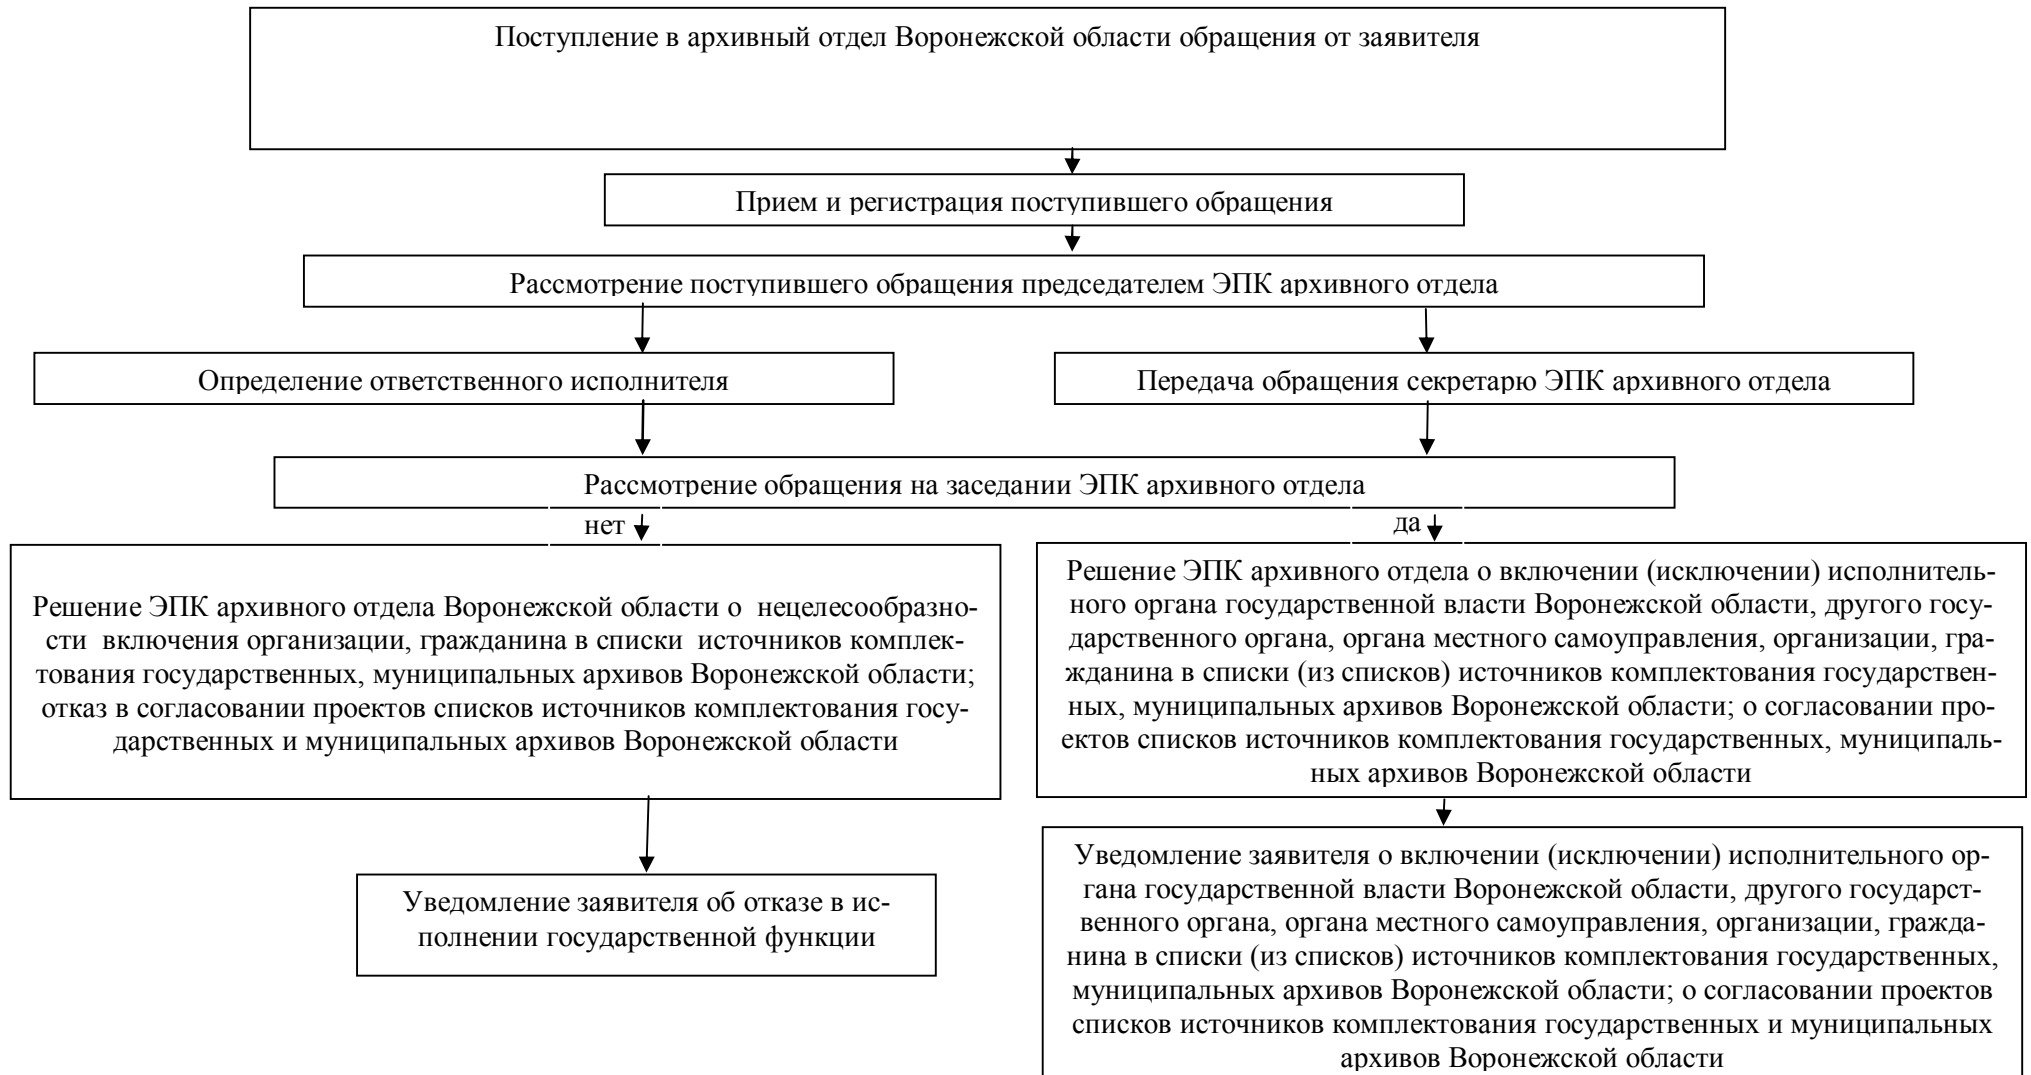 Поступление в архивный отдел Воронежской области обращения от заявителя
Прием и регистрация поступившего обращения
Рассмотрение поступившего обращения председателем ЭПК архивного отдела
Определение ответственного исполнителя
Передача обращения секретарю ЭПК архивного отдела
Рассмотрение обращения на заседании ЭПК архивного отдела
нет
да
Решение ЭПК архивного отдела Воронежской области о нецелесообразно-
сти включения организации, гражданина в списки источников комплек-
тования государственных, муниципальных архивов Воронежской области;
отказ в согласовании проектов списков источников комплектования госу-
дарственных и муниципальных архивов Воронежской области
Решение ЭПК архивного отдела о включении (исключении) исполнитель-
ного органа государственной власти Воронежской области, другого госу-
дарственного органа, органа местного самоуправления, организации, гра-
жданина в списки (из списков) источников комплектования государствен-
ных, муниципальных архивов Воронежской области; о согласовании про-
ектов списков источников комплектования государственных, муниципаль-
ных архивов Воронежской области
Уведомление заявителя об отказе в ис-
полнении государственной функции
Уведомление заявителя о включении (исключении) исполнительного ор-
гана государственной власти Воронежской области, другого государст-
венного органа, органа местного самоуправления, организации, гражда-
нина в списки (из списков) источников комплектования государственных,
муниципальных архивов Воронежской области; о согласовании проектов
списков источников комплектования государственных и муниципальных
архивов Воронежской области